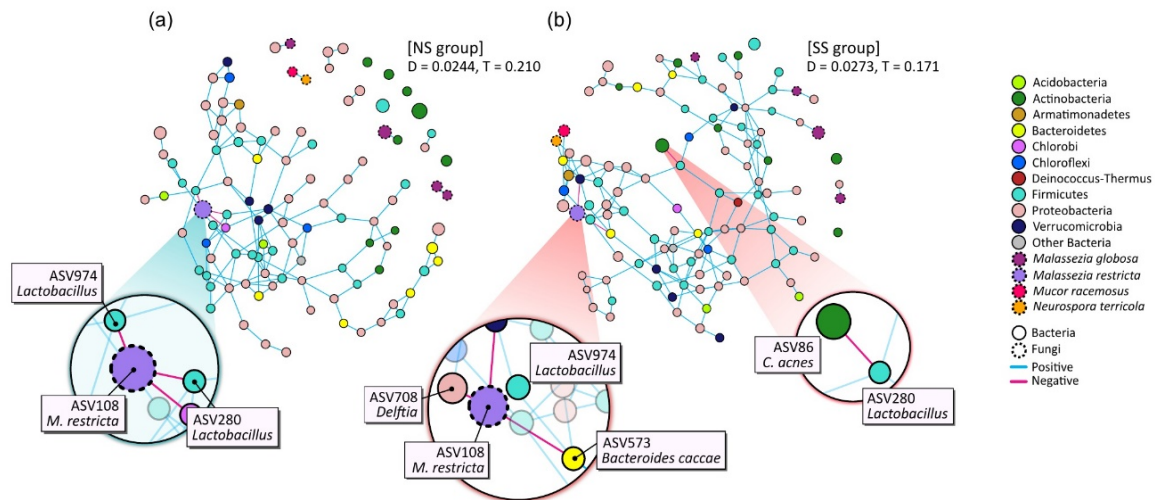 (a)
[NS group]
D = 0.0244, T = 0.210
(b)
[SS group]
D = 0.0273, T = 0.171
ASV974
Lactobacillus
ASV108
M. restricta
ASV280
Lactobacillus
ASV708
Delftia
ASV108
M. restricta
ASV974
Lactobacillus
ASV573
Bacteroides caccae
ASV86
C. acnes
ASV280
Lactobacillus
Acidobacteria
Actinobacteria
Armatimonadetes
Bacteroidetes
Chlorobi
Chloroflexi
Deinococcus-Thermus
Firmicutes
Proteobacteria
Verrucomicrobia
Other Bacteria
Malassezia globosa
Malassezia restricta
Mucor racemosus
Neurospora terricola
Bacteria
Fungi
Positive
Negative